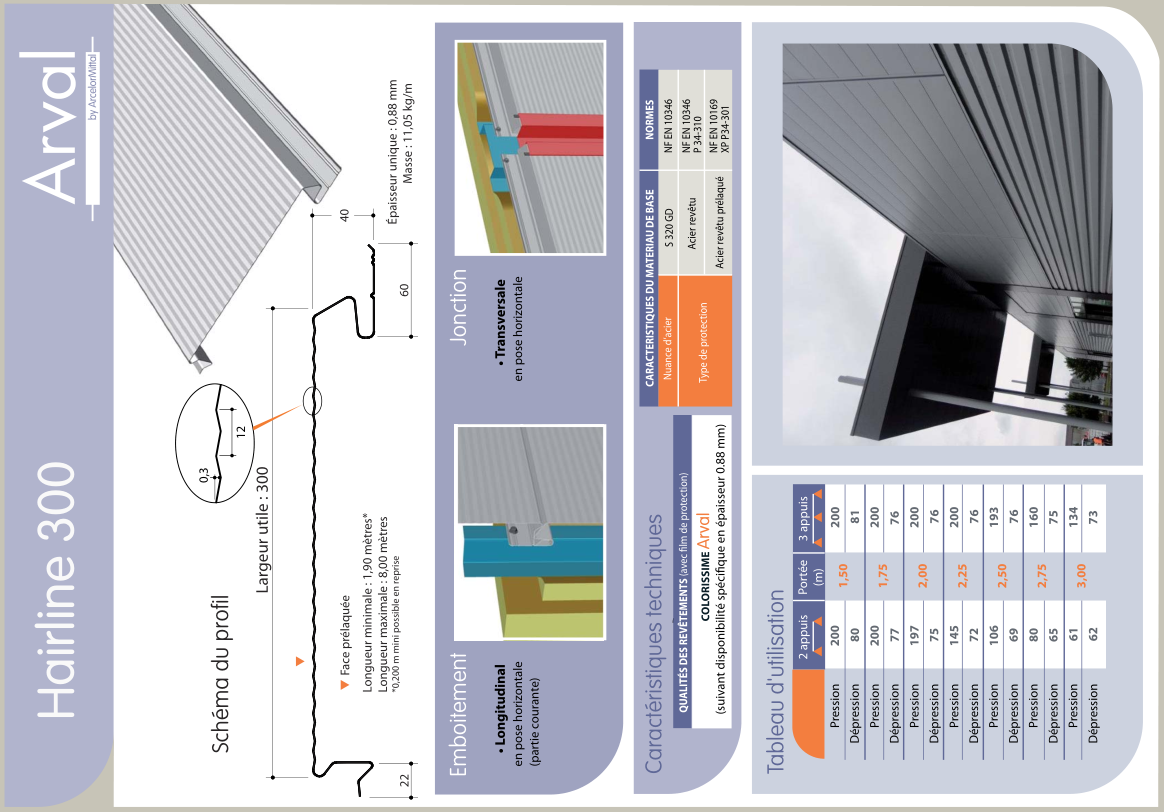 Hairline 300
Arval
by ArcelorMittal
Schéma du profil
0,3
12
Largeur utile : 300
40
60
22
Épaisseur unique : 0,88 mm
Masse : 11,05 kg/m
Face prélaquée
Longueur minimale : 1,90 mètres*
Longueur maximale : 8,00 mètres
*0,200 m mini possible en reprise
Emboitement
• Longitudinal
en pose horizontale
(partie courante)
Jonction
• Transversale
en pose horizontale
Caractéristiques techniques
QUALITÉS DES REVÊTEMENTS (avec film de protection)
COLORISSIME Arval
(suivant disponibilité spécifique en épaisseur 0.88 mm)
CARACTERISTIQUES DU MATERIAU DE BASE NORMES
Nuance d'acier S 320 GD NF EN 10346
Type de protection Acier revêtu NF EN 10346
P 34-310
Acier revêtu prélaqué NF EN 10169
XP P34-301
Tableau d'utilisation
2 appuis Portée (m) 3 appuis
Pression 200 1,50 200
Dépression 80 81
Pression 200 1,75 200
Dépression 77 76
Pression 197 2,00 200
Dépression 75 76
Pression 145 2,25 200
Dépression 72 76
Pression 106 2,50 193
Dépression 69 76
Pression 80 2,75 160
Dépression 65 75
Pression 61 3,00 134
Dépression 62 73